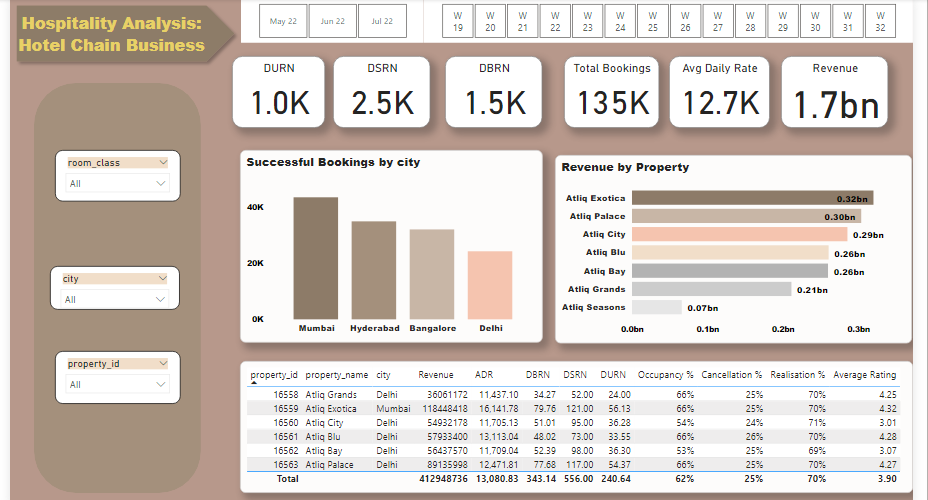 Hospitality Analysis:
Hotel Chain Business
May 22 Jun 22 Jul 22
W 19 W 20 W 21 W 22 W 23 W 24 W 25 W 26 W 27 W 28 W 29 W 30 W 31 W 32
DURN DSRN DBRN Total Bookings Avg Daily Rate Revenue
1.0K 2.5K 1.5K 135K 12.7K 1.7bn
room_class
All
city
All
property_id
All
Successful Bookings by city
40K
20K
0K
Mumbai Hyderabad Bangalore Delhi
Revenue by Property
Atliq Exotica 0.32bn
Atliq Palace 0.30bn
Atliq City 0.29bn
Atliq Blu 0.26bn
Atliq Bay 0.26bn
Atliq Grands 0.21bn
Atliq Seasons 0.07bn
0.0bn 0.1bn 0.2bn 0.3bn
property_id property_name city Revenue ADR DBRN DSRN DURN Occupancy % Cancellation % Realisation % Average Rating
16558 Atliq Grands Delhi 36061172 11,437.10 34.27 52.00 24.00 66% 25% 70% 4.25
16559 Atliq Exotica Mumbai 118448418 16,141.78 79.76 121.00 56.13 66% 25% 70% 4.32
16560 Atliq City Delhi 54932178 11,705.13 51.01 95.00 36.28 54% 24% 71% 3.01
16561 Atliq Blu Delhi 57933400 13,113.04 48.02 73.00 33.55 66% 26% 70% 4.28
16562 Atliq Bay Delhi 56437570 11,709.04 52.39 98.00 36.30 53% 25% 69% 3.07
16563 Atliq Palace Delhi 89135998 12,471.81 77.68 117.00 54.37 66% 25% 70% 4.27
Total 412948736 13,080.83 343.14 556.00 240.64 62% 25% 70% 3.90